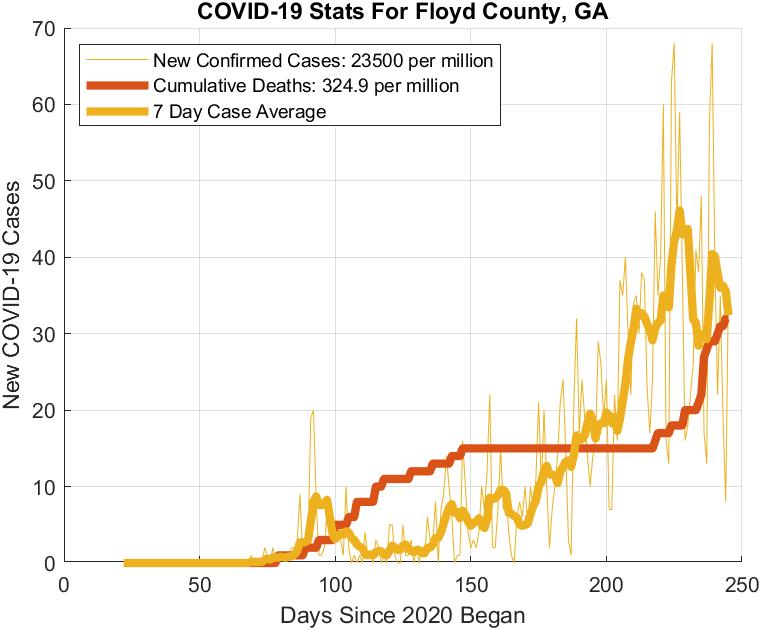 COVID-19 Stats For Floyd County, GA
70
60
50
40
30
20
10
0
New Confirmed Cases: 23500 per million
Cumulative Deaths: 324.9 per million
7 Day Case Average
New COVID-19 Cases
0 50 100 150 200 250
Days Since 2020 Began